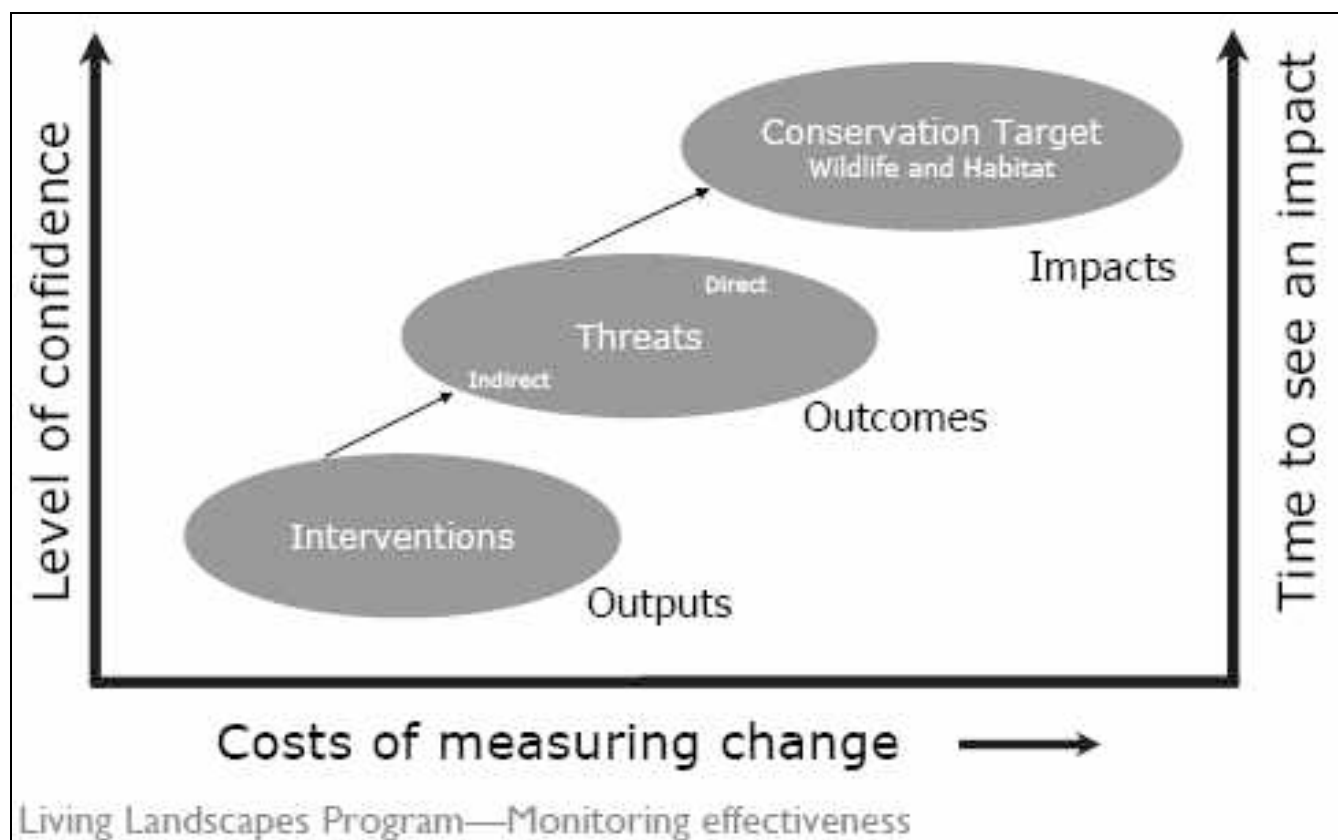 Level of confidence
Time to see an impact
Conservation Target
Wildlife and Habitat
Impacts
Direct
Threats
Indirect
Outcomes
Interventions
Outputs
Costs of measuring change
Living Landscapes Program—Monitoring effectiveness